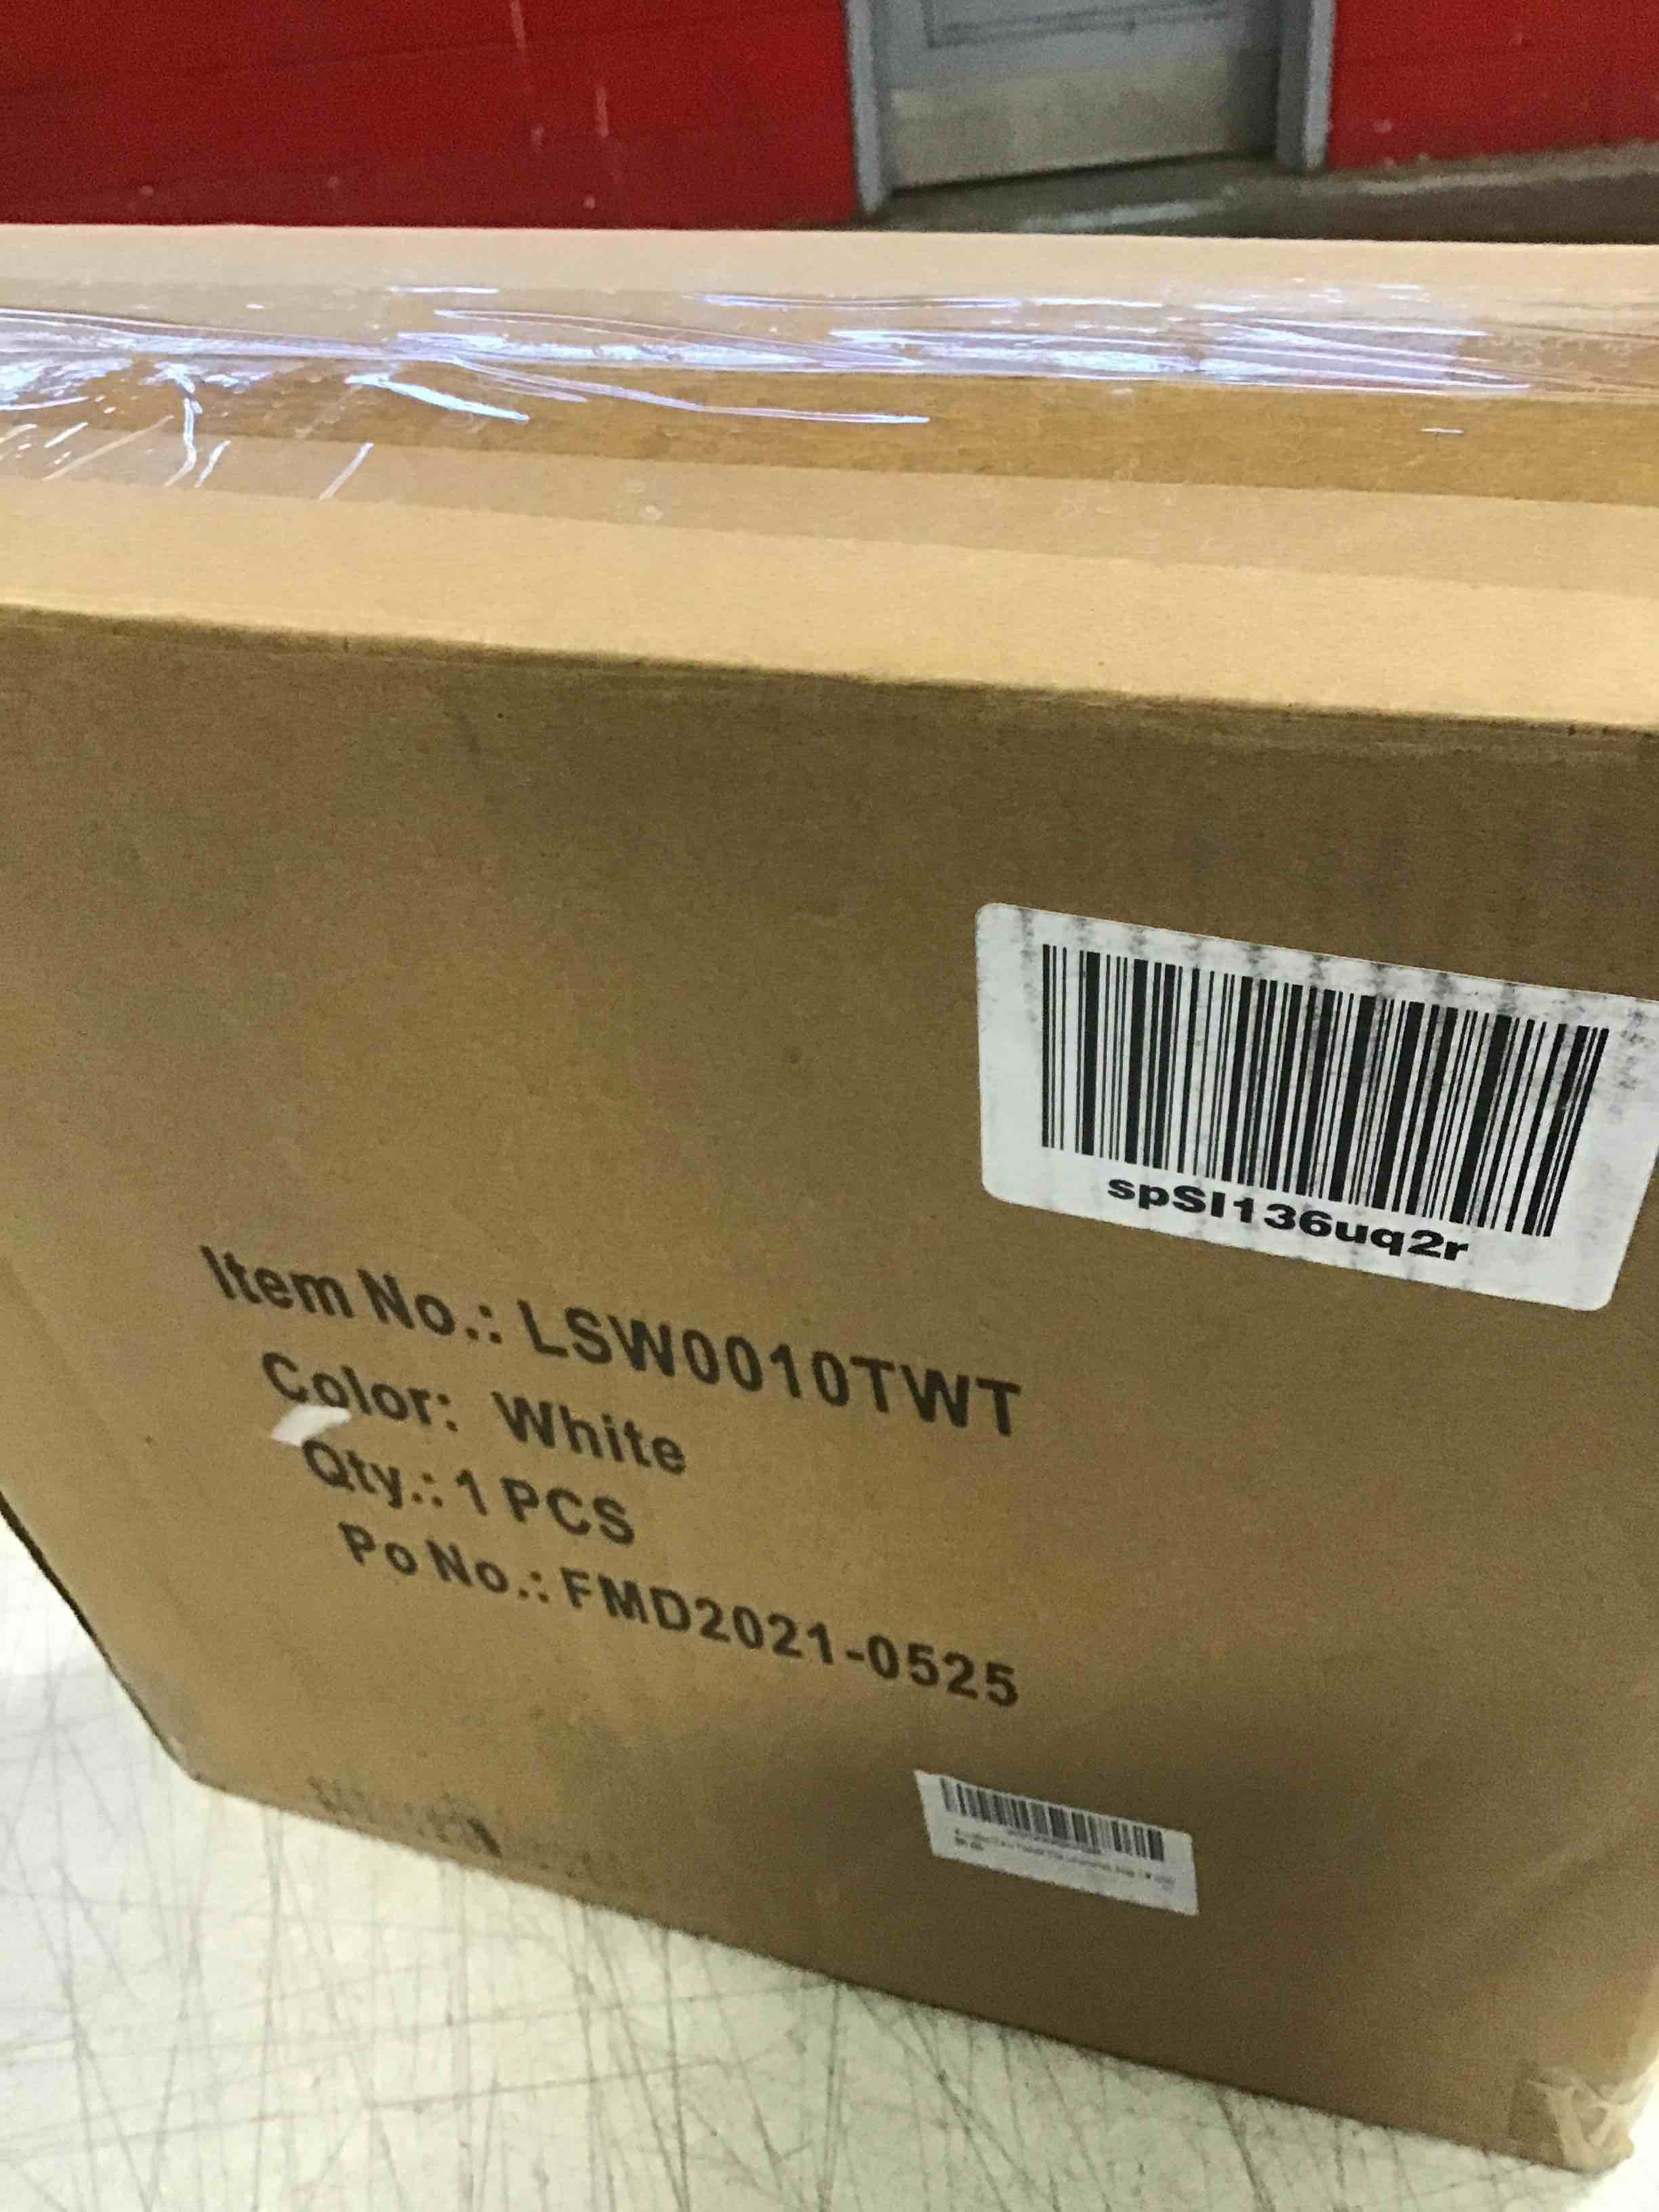 spSI136uq2r
Item No.: LSW0010TWT
Color: White
Qty.: 1 PCS
Po No.: FMD2021-0525